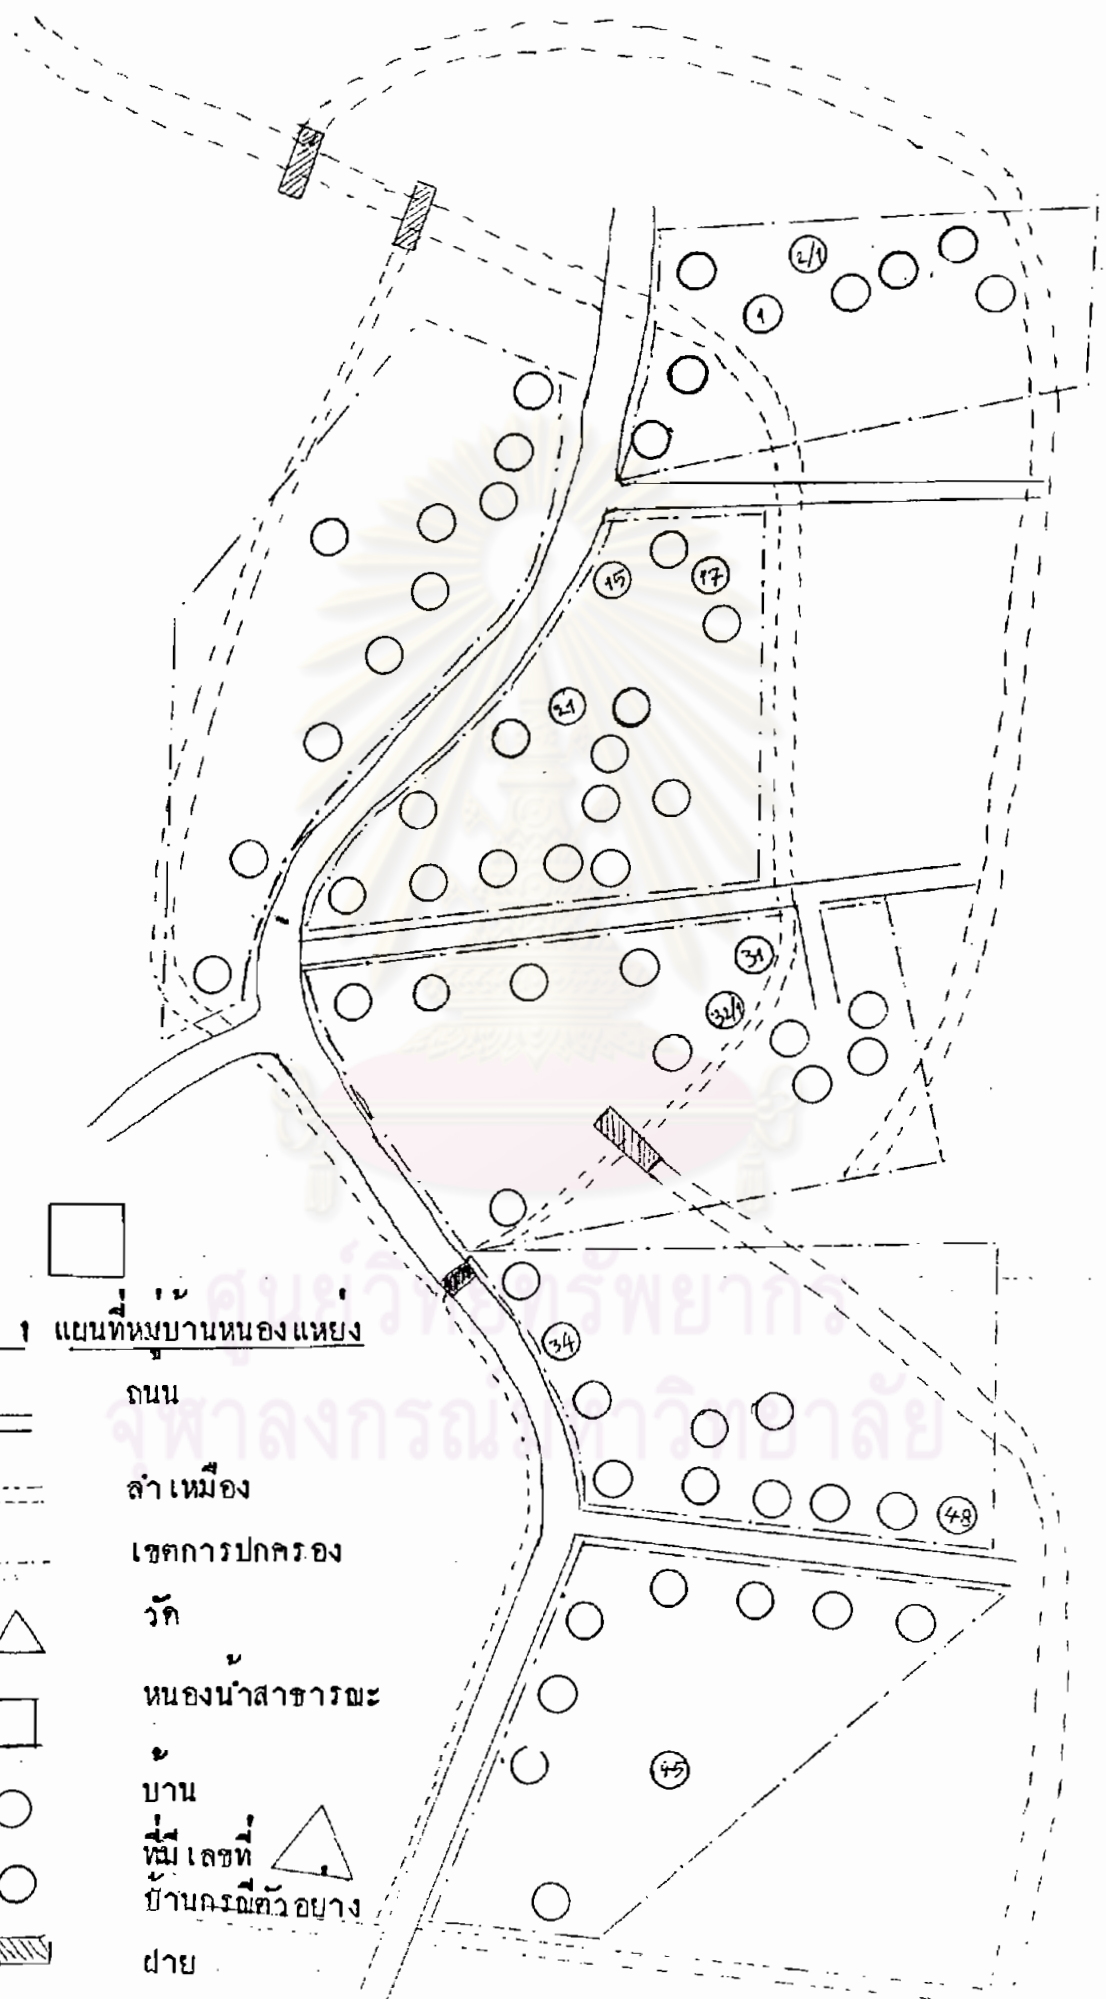 2/1
1
15
17
21
31
32/1
1 แผนที่หมู่บ้านหนองแหย่ง
34
ถนน
ศูนย์วิทยทรัพยากร
จุฬาลงกรณ์มหาวิทยาลัย
ลำเหมือง
48
เขตการปกครอง
วัด
หนองน้ำสาธารณะ
บ้าน
45
ที่มีเลขที่
บ้านกรณีตัวอย่าง
ฝาย